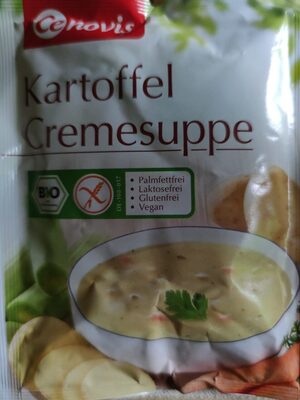 Cenovis
Kartoffel
Cremesuppe
BIO
• Palmfettfrei
• Laktosefrei
• Glutenfrei
• Vegan